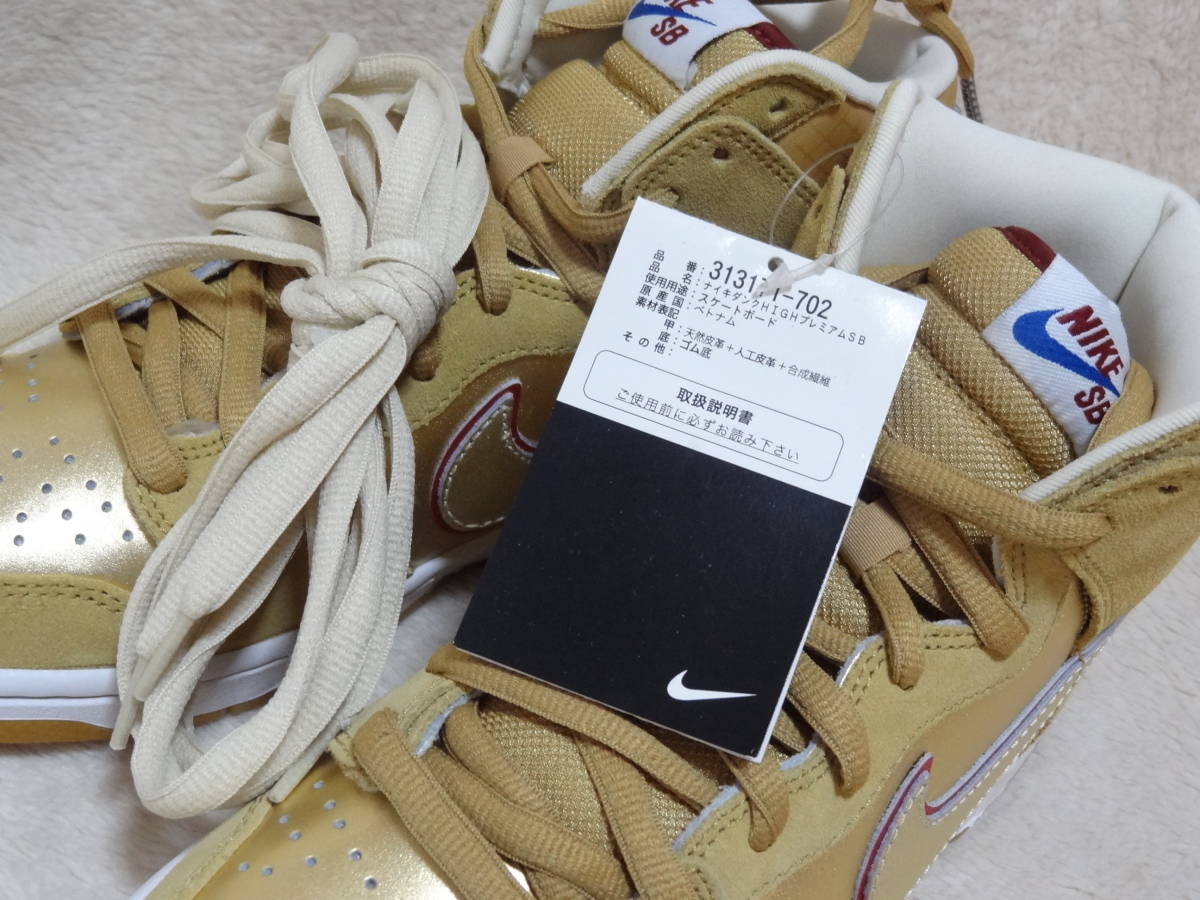 NIKE
SB
品番:313171-702
品名:ナイキダンクHIGHプレミアムSB
使用用途:スケートボード
原産国:ベトナム
素材表記
甲:天然皮革+人工皮革+合成繊維
底:ゴム底
その他:
取扱説明書
ご使用前に必ずお読み下さい
NIKE
SB